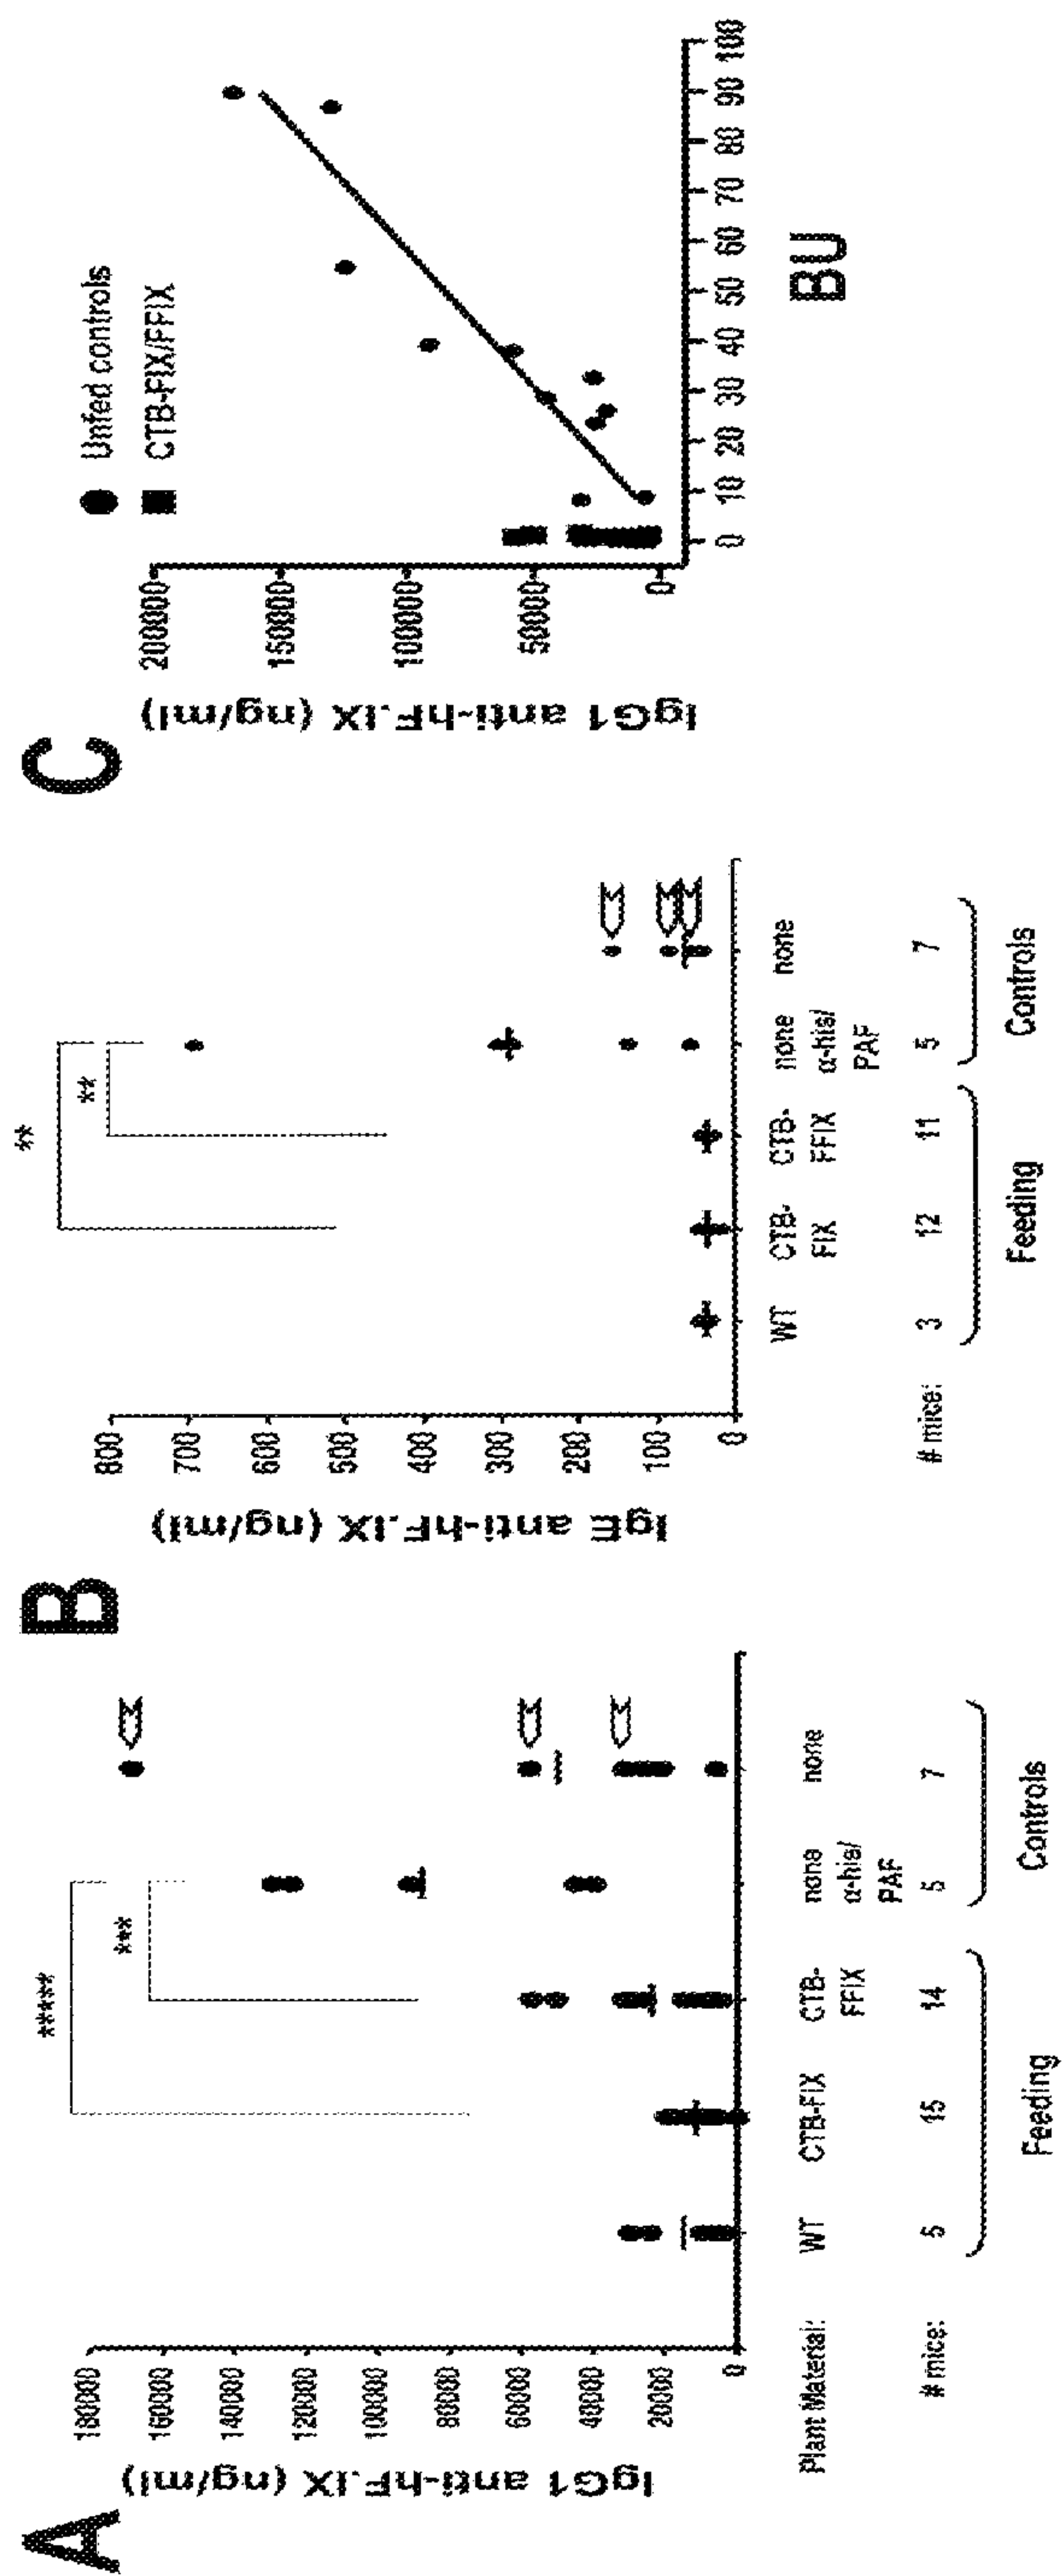 A
IgG1 anti-hF.IX (ng/ml)
180000
160000
140000
120000
100000
80000
60000
40000
20000
0
****
***
Plant Material:
WT
CTB-FIX
CTB-
FFIX
none
α-his/
PAF
none
# mice:
5
15
14
5
7
Feeding
Controls
B
IgE anti-hF.IX (ng/ml)
800
700
600
500
400
300
200
100
0
**
**
WT
CTB-
FIX
CTB-
FFIX
none
α-his/
PAF
none
# mice:
3
12
11
5
7
Feeding
Controls
C
IgG1 anti-hF.IX (ng/ml)
200000
150000
100000
50000
0
Unfed controls
CTB-FIX/FFIX
0 10 20 30 40 50 60 70 80 90 100
BU